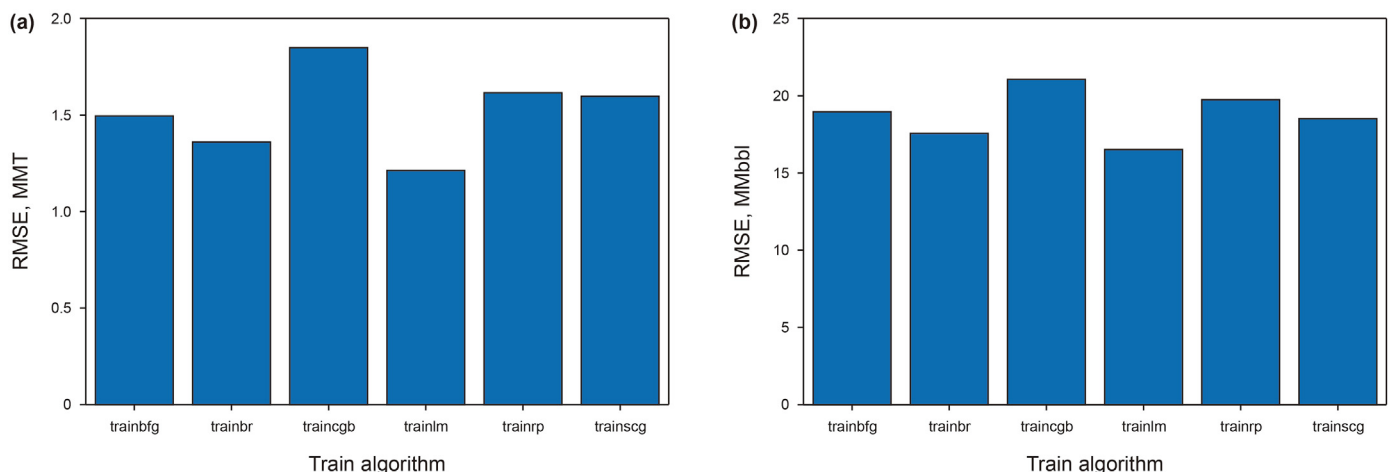 (a)
2.0
1.5
1.0
0.5
0
RMSE, MMT
trainbfg trainbr traincgb trainlm trainrp trainscg
Train algorithm
(b)
25
20
15
10
5
0
RMSE, MMbbl
trainbfg trainbr traincgb trainlm trainrp trainscg
Train algorithm